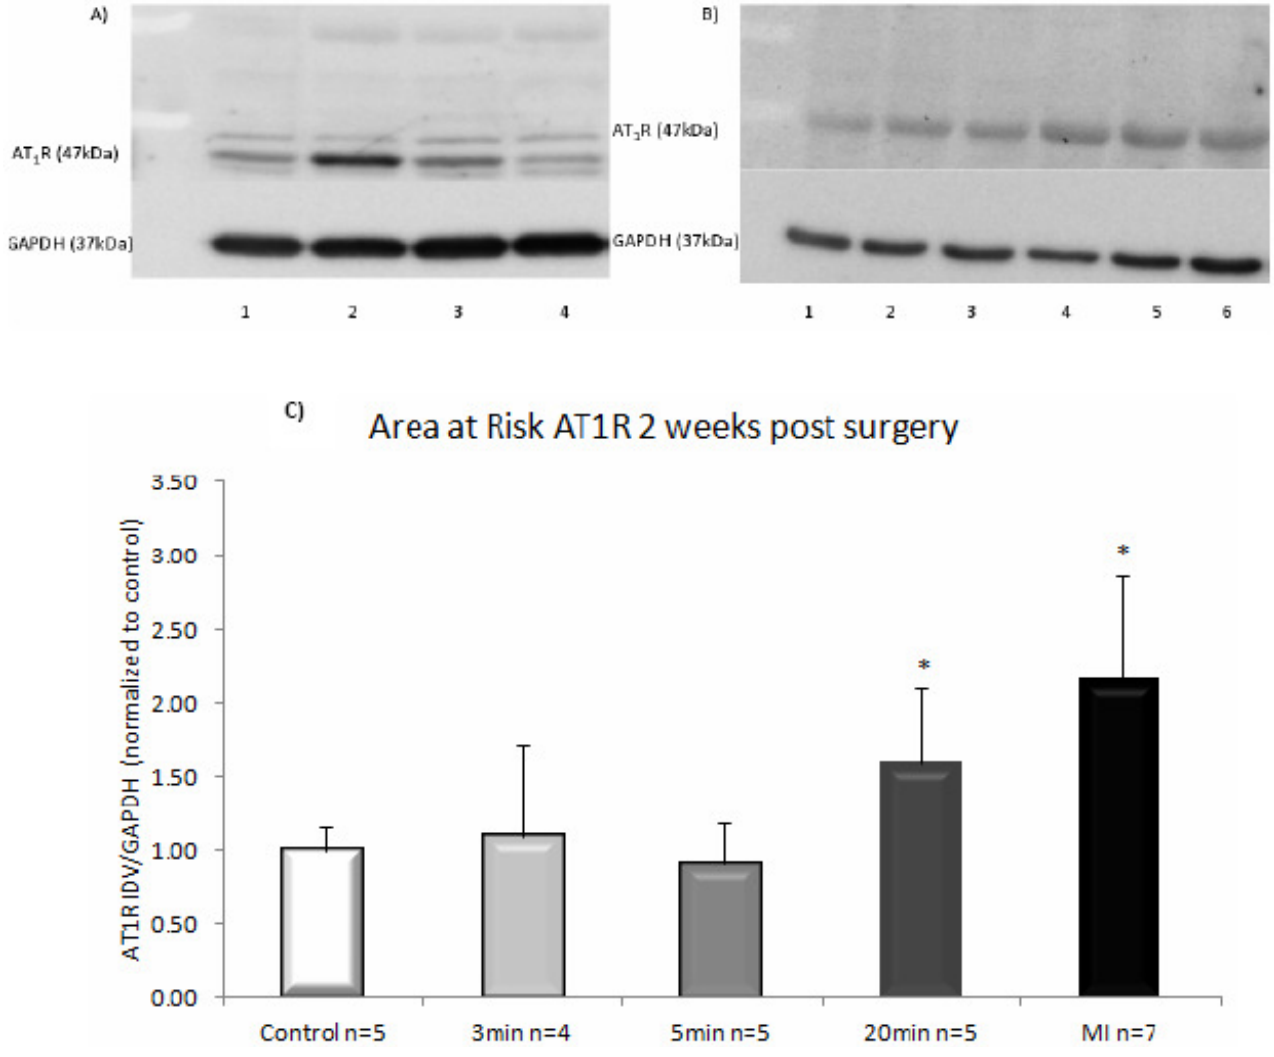 A)
AT₁R (47kDa)
GAPDH (37kDa)
1 2 3 4
B)
AT₁R (47kDa)
GAPDH (37kDa)
1 2 3 4 5 6
C)
Area at Risk AT1R 2 weeks post surgery
AT1R IDV/GAPDH (normalized to control)
3.50
3.00
2.50
2.00
1.50
1.00
0.50
0.00
*
*
Control n=5 3min n=4 5min n=5 20min n=5 MI n=7